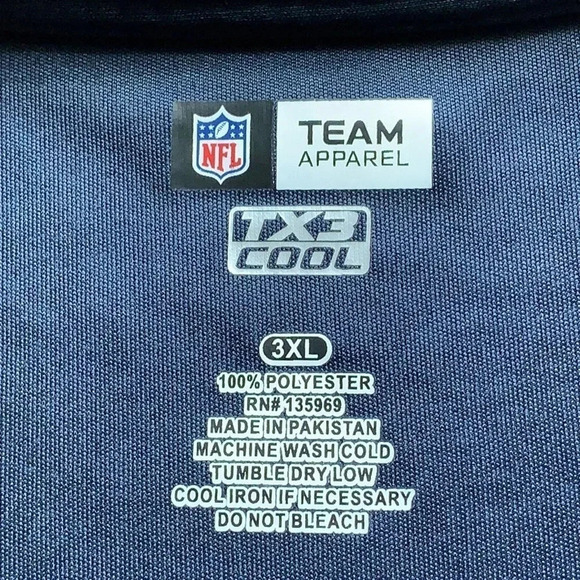 NFL
TEAM
APPAREL
TX3
COOL
3XL
100% POLYESTER
RN# 135969
MADE IN PAKISTAN
MACHINE WASH COLD
TUMBLE DRY LOW
COOL IRON IF NECESSARY
DO NOT BLEACH